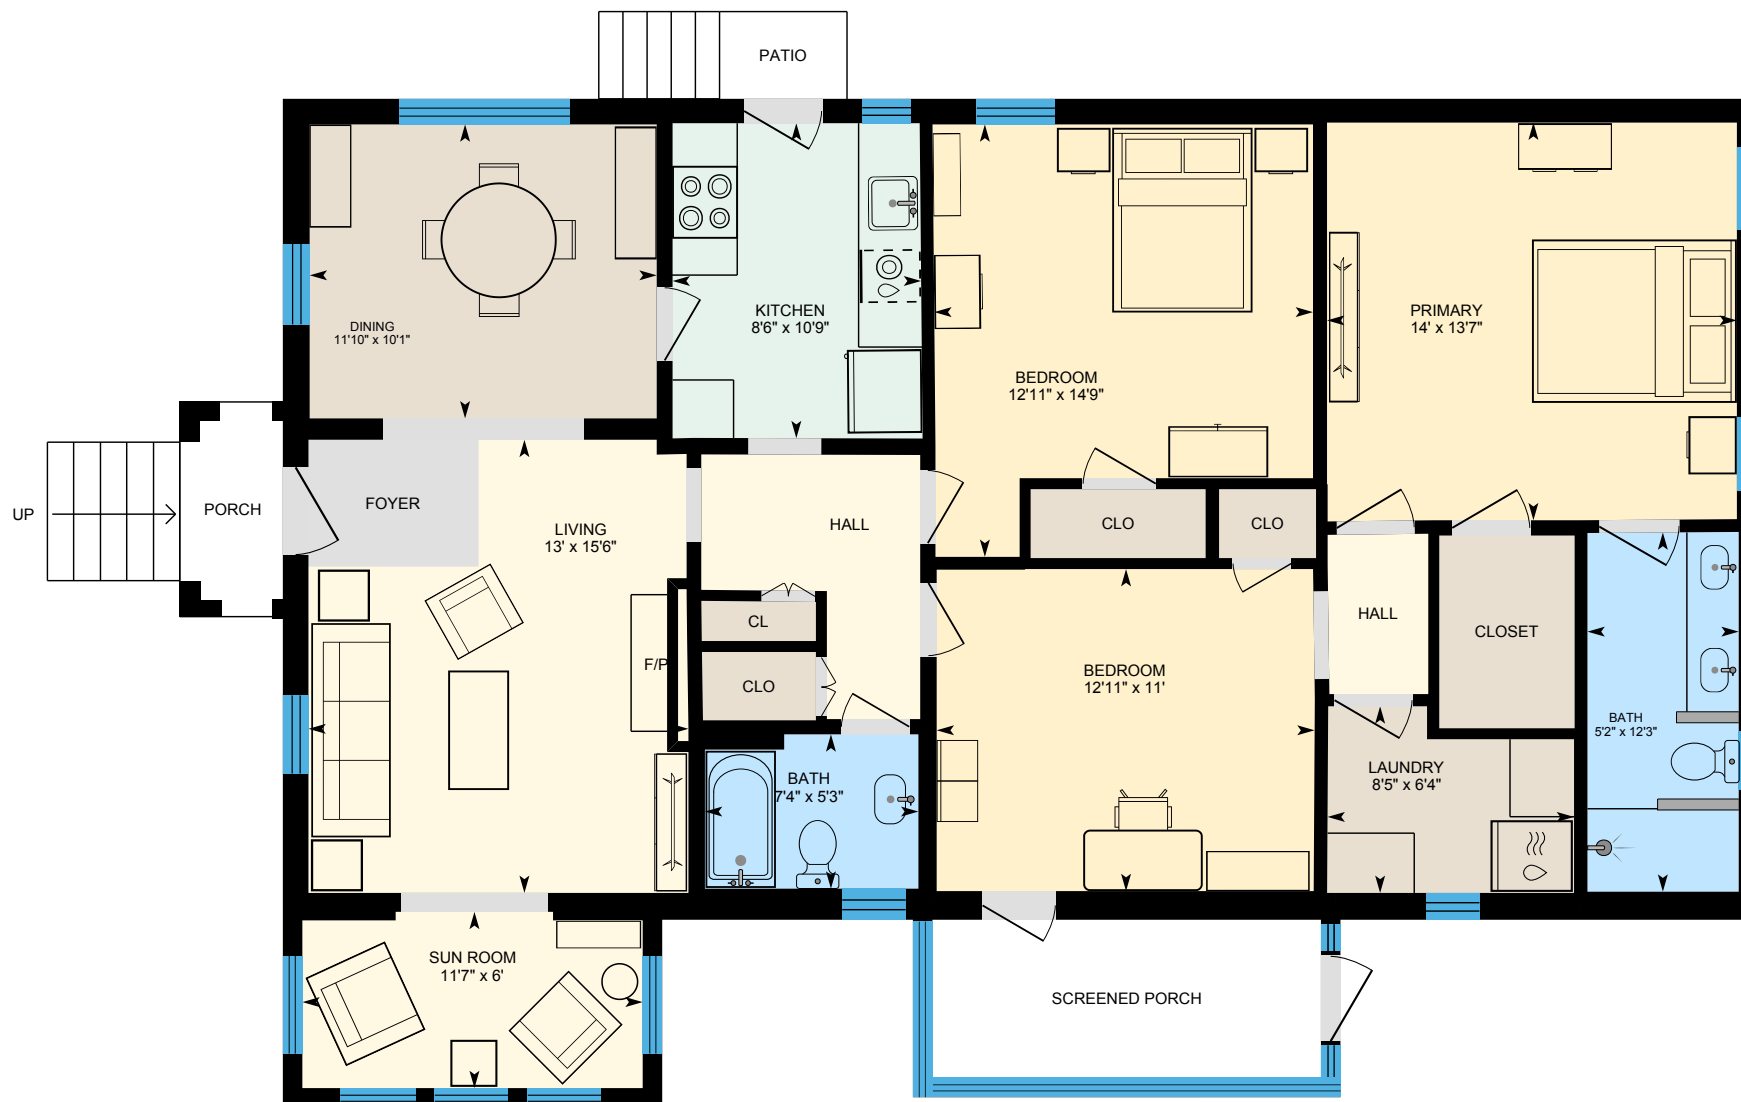 PATIO
DINING
11'10" x 10'1"
KITCHEN
8'6" x 10'9"
BEDROOM
12'11" x 14'9"
PRIMARY
14' x 13'7"
UP
PORCH
FOYER
LIVING
13' x 15'6"
HALL
CLO
CLO
HALL
CLOSET
CL
CLO
F/P
BEDROOM
12'11" x 11'
BATH
5'2" x 12'3"
LAUNDRY
8'5" x 6'4"
BATH
7'4" x 5'3"
SUN ROOM
11'7" x 6'
SCREENED PORCH